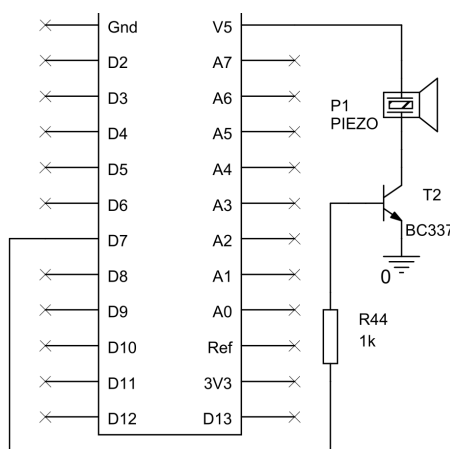 Gnd
D2
D3
D4
D5
D6
D7
D8
D9
D10
D11
D12
V5
A7
A6
A5
A4
A3
A2
A1
A0
Ref
3V3
D13
P1
PIEZO
T2
BC337
0
R44
1k